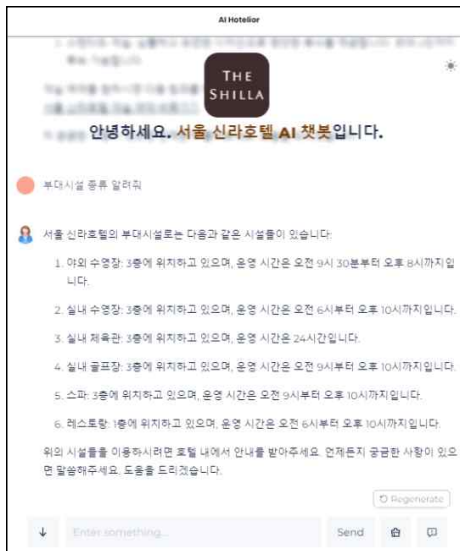 AI Hotelior
THE
SHILLA
안녕하세요. 서울 신라호텔 AI 챗봇입니다.
부대시설 종류 알려줘
서울 신라호텔의 부대시설로는 다음과 같은 시설들이 있습니다:
1. 야외 수영장: 3층에 위치하고 있으며, 운영 시간은 오전 9시 30분부터 오후 8시까지입
니다.
2. 실내 수영장: 3층에 위치하고 있으며, 운영 시간은 오전 6시부터 오후 10시까지입니다.
3. 실내 체육관: 3층에 위치하고 있으며, 운영 시간은 24시간입니다.
4. 실내 골프장: 3층에 위치하고 있으며, 운영 시간은 오전 9시부터 오후 10시까지입니다.
5. 스파: 3층에 위치하고 있으며, 운영 시간은 오전 9시부터 오후 10시까지입니다.
6. 레스토랑: 1층에 위치하고 있으며, 운영 시간은 오전 6시부터 오후 10시까지입니다.
위의 시설들을 이용하시려면 호텔 내에서 안내를 받아주세요. 언제든지 궁금한 사항이 있으
면 말씀해주세요. 도움을 드리겠습니다.
Regenerate
Enter something...
Send